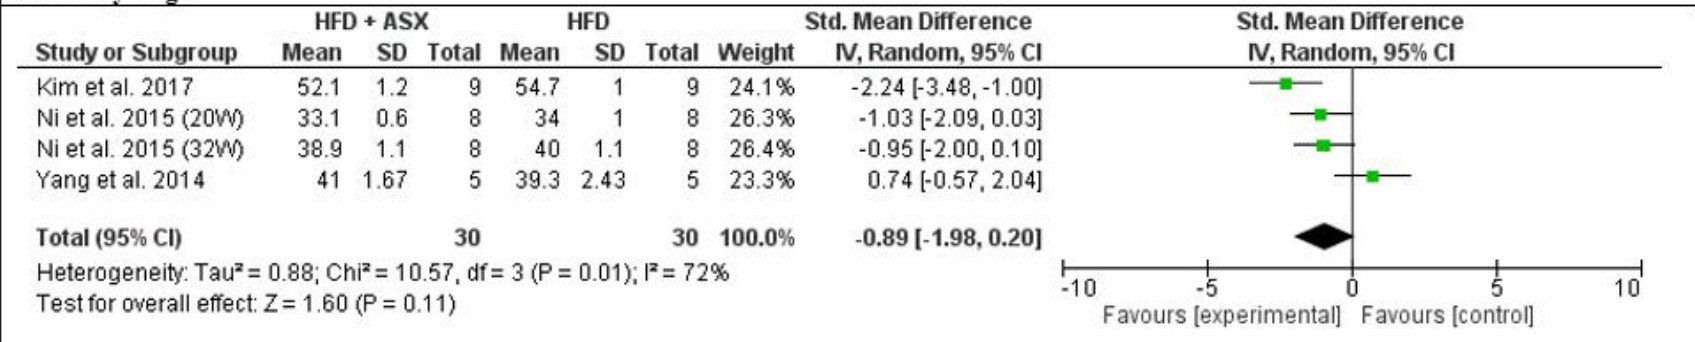 HFD + ASX HFD Std. Mean Difference Std. Mean Difference
Study or Subgroup Mean SD Total Mean SD Total Weight IV, Random, 95% CI IV, Random, 95% CI
Kim et al. 2017 52.1 1.2 9 54.7 1 9 24.1% -2.24 [-3.48, -1.00]
Ni et al. 2015 (20W) 33.1 0.6 8 34 1 8 26.3% -1.03 [-2.09, 0.03]
Ni et al. 2015 (32W) 38.9 1.1 8 40 1.1 8 26.4% -0.95 [-2.00, 0.10]
Yang et al. 2014 41 1.67 5 39.3 2.43 5 23.3% 0.74 [-0.57, 2.04]
Total (95% CI) 30 30 100.0% -0.89 [-1.98, 0.20]
Heterogeneity: Tau² = 0.88; Chi² = 10.57, df = 3 (P = 0.01); I² = 72%
Test for overall effect: Z = 1.60 (P = 0.11)
-10 -5 0 5 10
Favours [experimental] Favours [control]